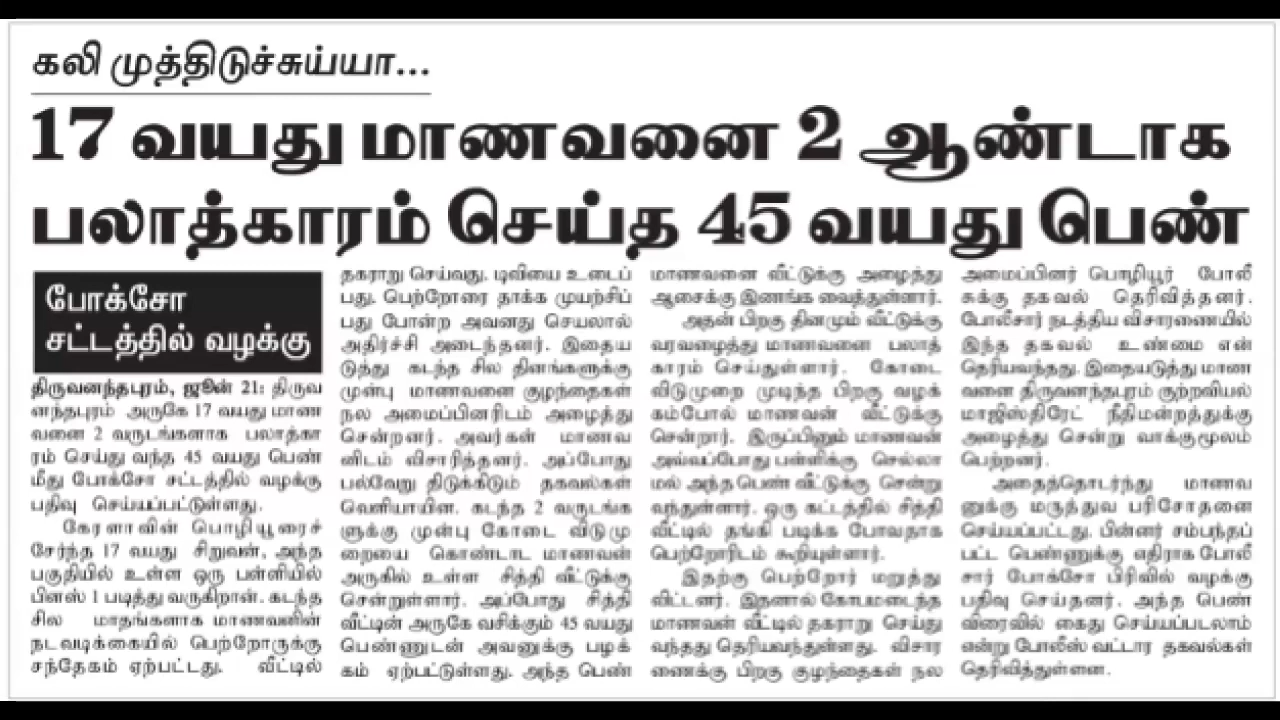 கலி முத்திடுச்சுய்யா...
17 வயது மாணவனை 2 ஆண்டாக
பலாத்காரம் செய்த 45 வயது பெண்
போக்சோ
சட்டத்தில் வழக்கு
திருவனந்தபுரம், ஜூன் 21: திருவ
னந்தபுரம் அருகே 17 வயது மாண
வனை 2 வருடங்களாக பலாத்கா
ரம் செய்து வந்த 45 வயது பெண்
மீது போக்சோ சட்டத்தில் வழக்கு
பதிவு செய்யப்பட்டுள்ளது.
கேரளாவின் பொழியூரைச்
சேர்ந்த 17 வயது சிறுவன், அந்த
பகுதியில் உள்ள ஒரு பள்ளியில்
பிளஸ் 1 படித்து வருகிறான். கடந்த
சில மாதங்களாக மாணவனின்
நடவடிக்கையில் பெற்றோருக்கு
சந்தேகம் ஏற்பட்டது. வீட்டில்
தகராறு செய்வது. டிவியை உடைப்
பது. பெற்றோரை தாக்க முயற்சிப்
பது போன்ற அவனது செயலால்
அதிர்ச்சி அடைந்தனர். இதைய
டுத்து கடந்த சில தினங்களுக்கு
முன்பு மாணவனை குழந்தைகள்
நல அமைப்பினரிடம் அழைத்து
சென்றனர். அவர்கள் மாணவ
னிடம் விசாரித்தனர். அப்போது
பல்வேறு திடுக்கிடும் தகவல்கள்
வெளியாயின. கடந்த 2 வருடங்க
ளுக்கு முன்பு கோடை விடுமு
றையை கொண்டாட மாணவன்
அருகில் உள்ள சித்தி வீட்டுக்கு
சென்றுள்ளார். அப்போது சித்தி
வீட்டின் அருகே வசிக்கும் 45 வயது
பெண்ணுடன் அவனுக்கு பழக்
கம் ஏற்பட்டுள்ளது. அந்த பெண்
மாணவனை வீட்டுக்கு அழைத்து
ஆசைக்கு இணங்க வைத்துள்ளார்.
அதன் பிறகு தினமும் வீட்டுக்கு
வரவழைத்து மாணவனை பலாத்
காரம் செய்துள்ளார். கோடை
விடுமுறை முடிந்த பிறகு வழக்
கம்போல் மாணவன் வீட்டுக்கு
சென்றார். இருப்பினும் மாணவன்
அவ்வப்போது பள்ளிக்கு செல்லா
மல் அந்த பெண் வீட்டுக்கு சென்று
வந்துள்ளார். ஒரு கட்டத்தில் சித்தி
வீட்டில் தங்கி படிக்க போவதாக
பெற்றோரிடம் கூறியுள்ளார்.
இதற்கு பெற்றோர் மறுத்து
விட்டனர். இதனால் கோபமடைந்த
மாணவன் வீட்டில் தகராறு செய்து
வந்தது தெரியவந்துள்ளது. விசார
ணைக்கு பிறகு குழந்தைகள் நல
அமைப்பினர் பொழியூர் போலீ
சுக்கு தகவல் தெரிவித்தனர்.
போலீசார் நடத்திய விசாரணையில்
இந்த தகவல் உண்மை என்
தெரியவந்தது. இதையடுத்து மாண
வனை திருவனந்தபுரம் குற்றவியல்
மாஜிஸ்திரேட் நீதிமன்றத்துக்கு
அழைத்து சென்று வாக்குமூலம்
பெற்றனர்.
அதைத்தொடர்ந்து மாணவ
னுக்கு மருத்துவ பரிசோதனை
செய்யப்பட்டது. பின்னர் சம்பந்தப்
பட்ட பெண்ணுக்கு எதிராக போலீ
சார் போக்சோ பிரிவில் வழக்கு
பதிவு செய்தனர். அந்த பெண்
விரைவில் கைது செய்யப்படலாம்
என்று போலீஸ் வட்டார தகவல்கள்
தெரிவித்துள்ளன.